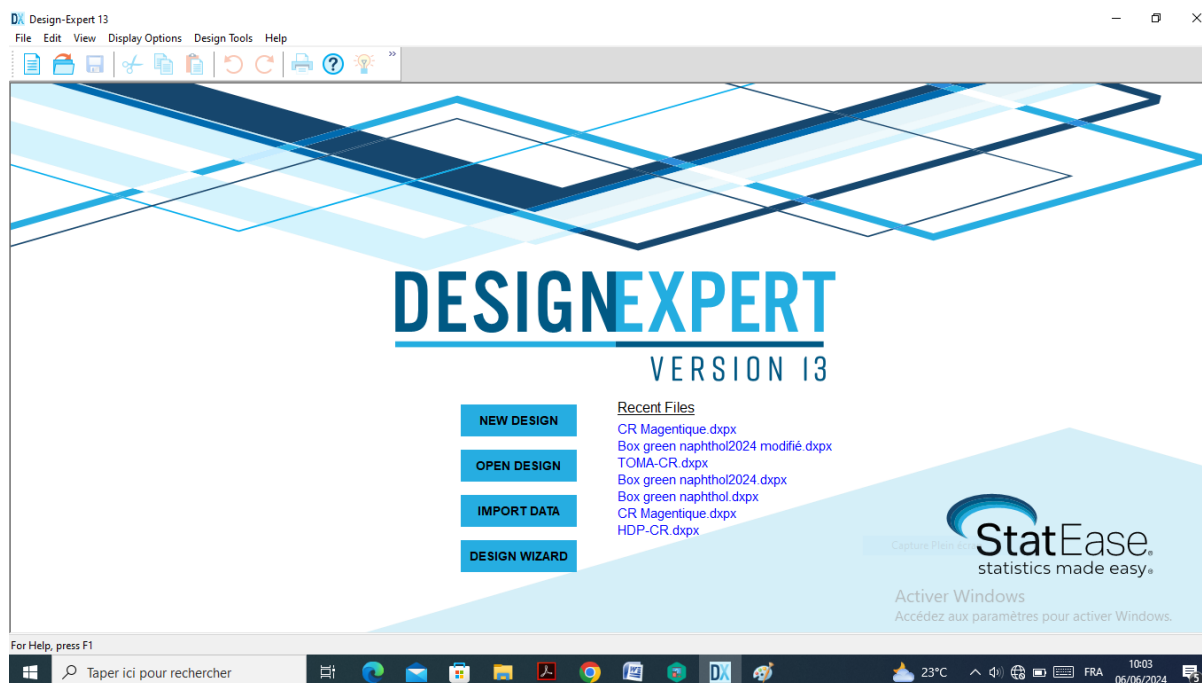 DX Design-Expert 13
File Edit View Display Options Design Tools Help
DESIGNEXPERT
VERSION 13
NEW DESIGN
OPEN DESIGN
IMPORT DATA
DESIGN WIZARD
Recent Files
CR Magentique.dxpx
Box green naphthol2024 modifié.dxpx
TOMA-CR.dxpx
Box green naphthol2024.dxpx
Box green naphthol.dxpx
CR Magentique.dxpx
HDP-CR.dxpx
Capture Plein
StatEase®
statistics made easy®
Activer Windows
Accédez aux paramètres pour activer Windows.
For Help, press F1
Taper ici pour rechercher
DX
23°C
FRA
10:03
06/06/2024